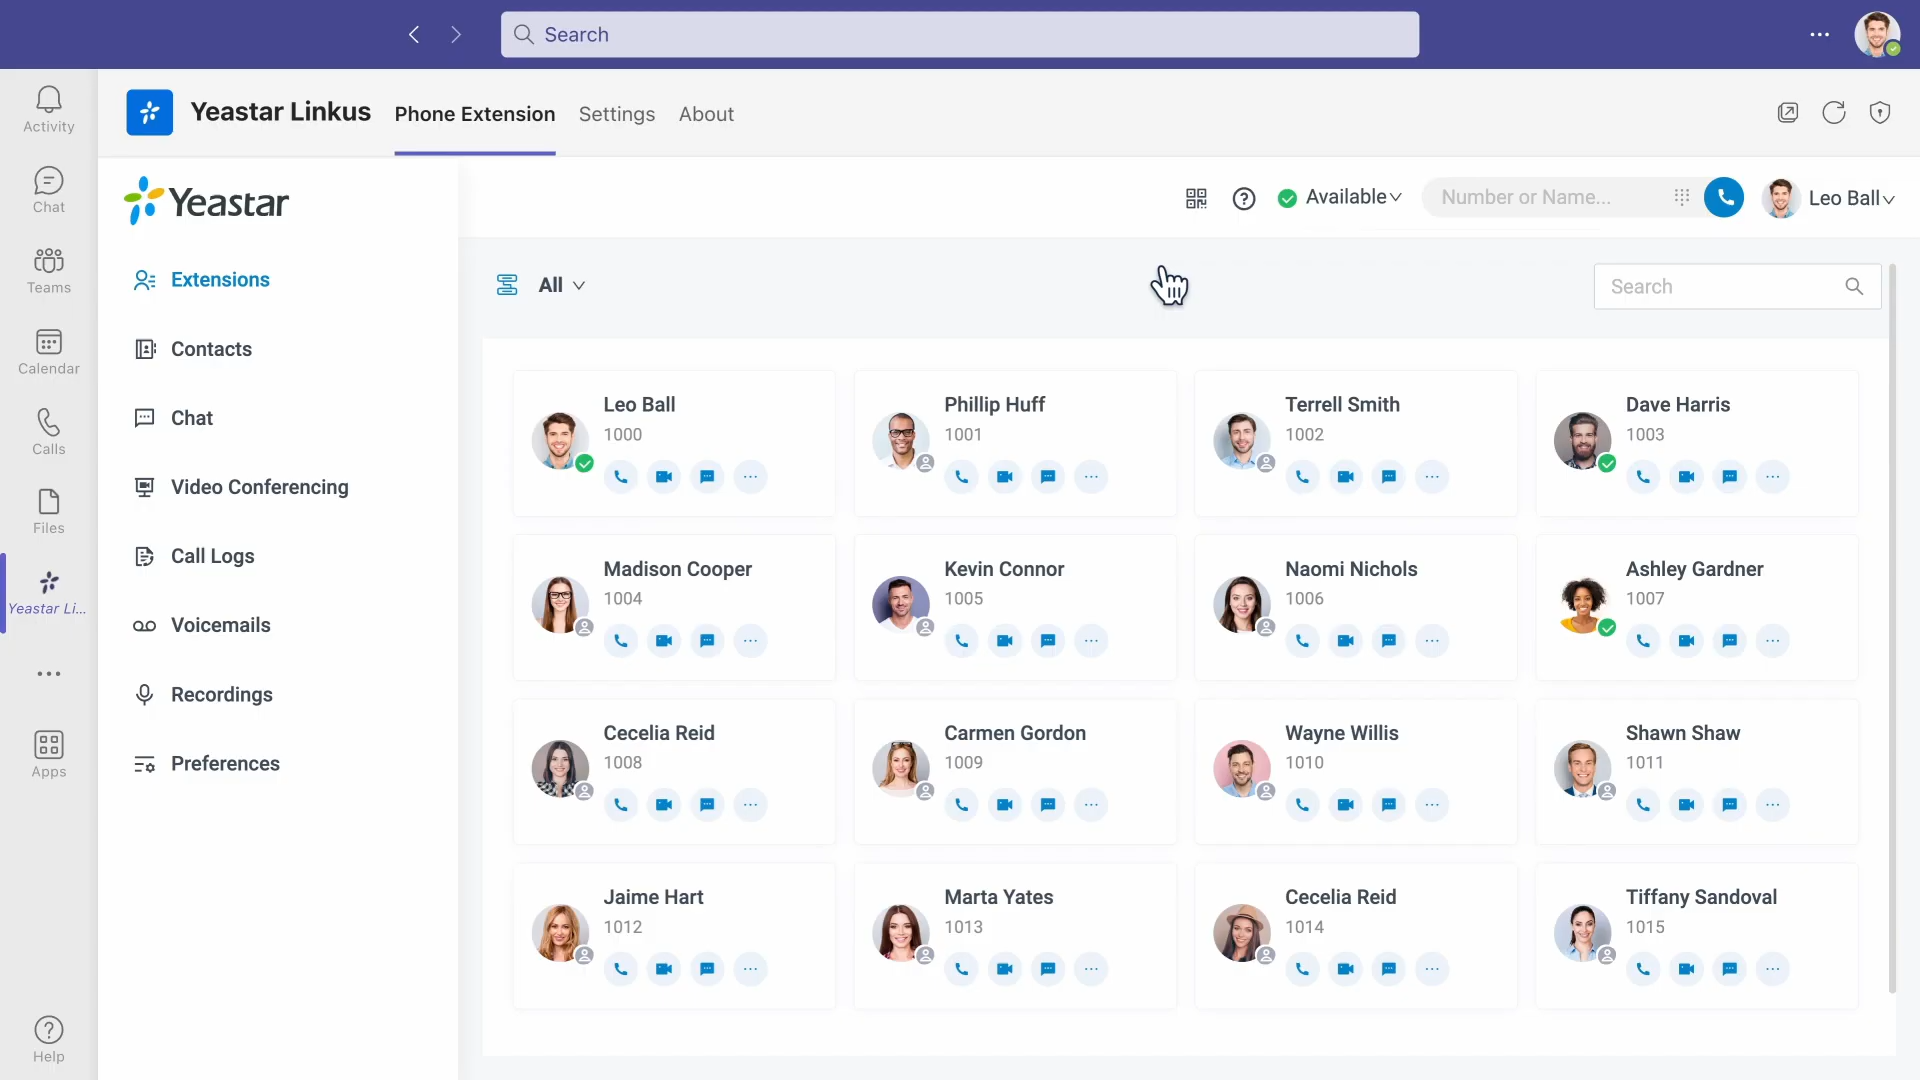 Search
Activity
Chat
Teams
Calendar
Calls
Files
Yeastar Li...
Apps
Help
Yeastar Linkus
Phone Extension
Settings
About
Yeastar
Available
Number or Name...
Leo Ball
Extensions
Contacts
Chat
Video Conferencing
Call Logs
Voicemails
Recordings
Preferences
All
Search
Leo Ball
1000
Phillip Huff
1001
Terrell Smith
1002
Dave Harris
1003
Madison Cooper
1004
Kevin Connor
1005
Naomi Nichols
1006
Ashley Gardner
1007
Cecelia Reid
1008
Carmen Gordon
1009
Wayne Willis
1010
Shawn Shaw
1011
Jaime Hart
1012
Marta Yates
1013
Cecelia Reid
1014
Tiffany Sandoval
1015